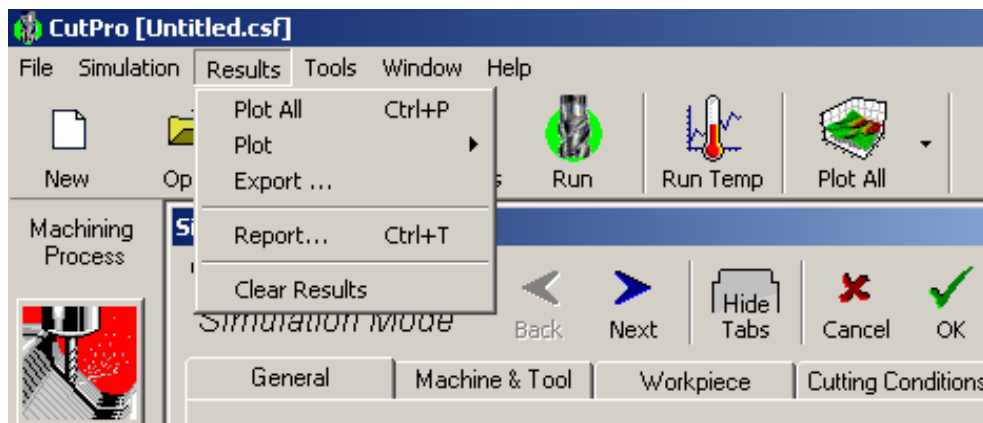 CutPro [Untitled.csf]
File Simulation Results Tools Window Help
Plot All Ctrl+P
Plot
Export ...
Report... Ctrl+T
Clear Results
New
Run
Run Temp
Plot All
Machining
Process
Simulation Mode
Back
Next
Hide
Tabs
Cancel
OK
General
Machine & Tool
Workpiece
Cutting Conditions